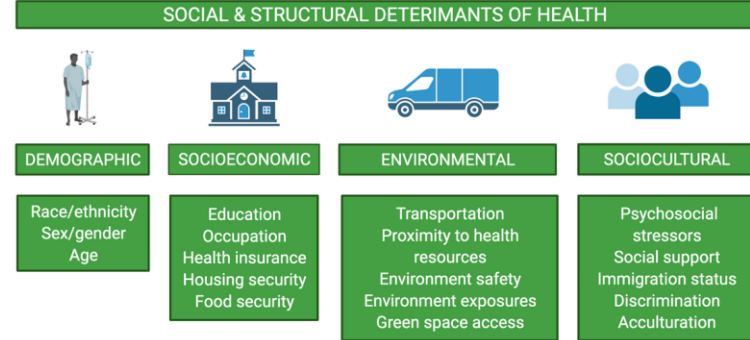 SOCIAL & STRUCTURAL DETERIMANTS OF HEALTH
DEMOGRAPHIC
Race/ethnicity
Sex/gender
Age
SOCIOECONOMIC
Education
Occupation
Health insurance
Housing security
Food security
ENVIRONMENTAL
Transportation
Proximity to health
resources
Environment safety
Environment exposures
Green space access
SOCIOCULTURAL
Psychosocial
stressors
Social support
Immigration status
Discrimination
Acculturation